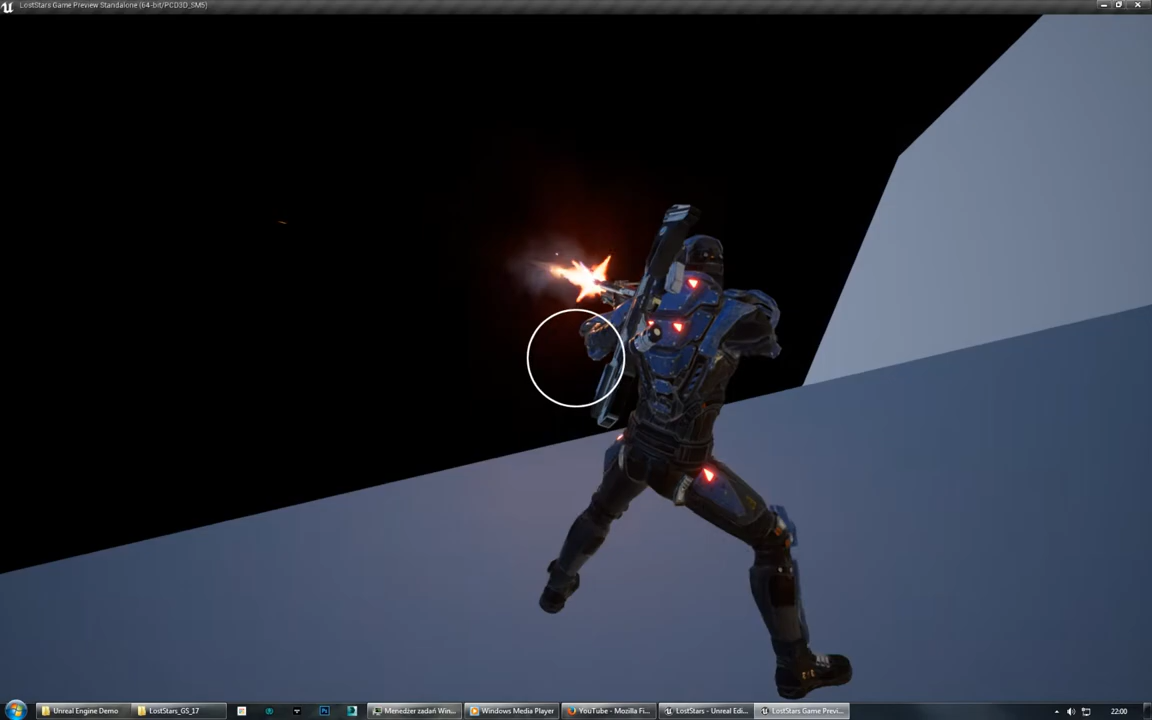 LostStars Game Preview Standalone (64-bit/PCD3D_SM5)
Unreal Engine Demo
LostStars_GS_17
Menedżer zadań Win...
Windows Media Player
YouTube - Mozilla Fi...
LostStars - Unreal Edi...
LostStars Game Previ...
22:00